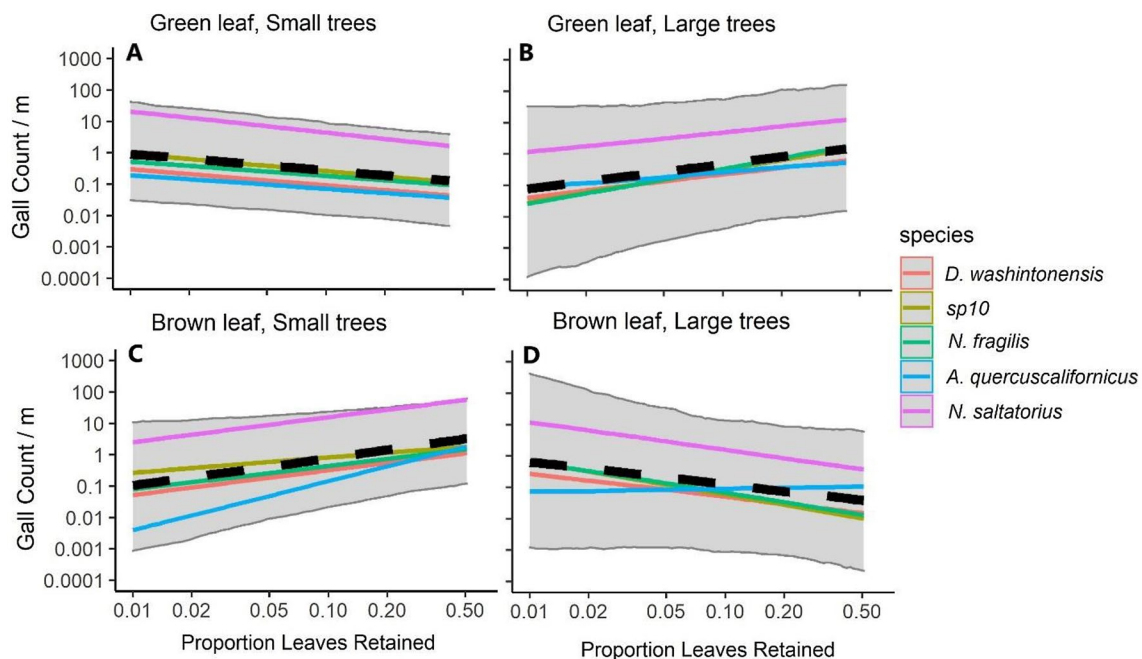 Green leaf, Small trees
Green leaf, Large trees
A
B
1000
100
10
1
0.1
0.01
0.001
0.0001
Gall Count / m
Brown leaf, Small trees
Brown leaf, Large trees
C
D
1000
100
10
1
0.1
0.01
0.001
0.0001
Gall Count / m
0.01 0.02 0.05 0.10 0.20 0.50
0.01 0.02 0.05 0.10 0.20 0.50
Proportion Leaves Retained
Proportion Leaves Retained
species
D. washintonensis
sp10
N. fragilis
A. quercuscalifornicus
N. saltatorius